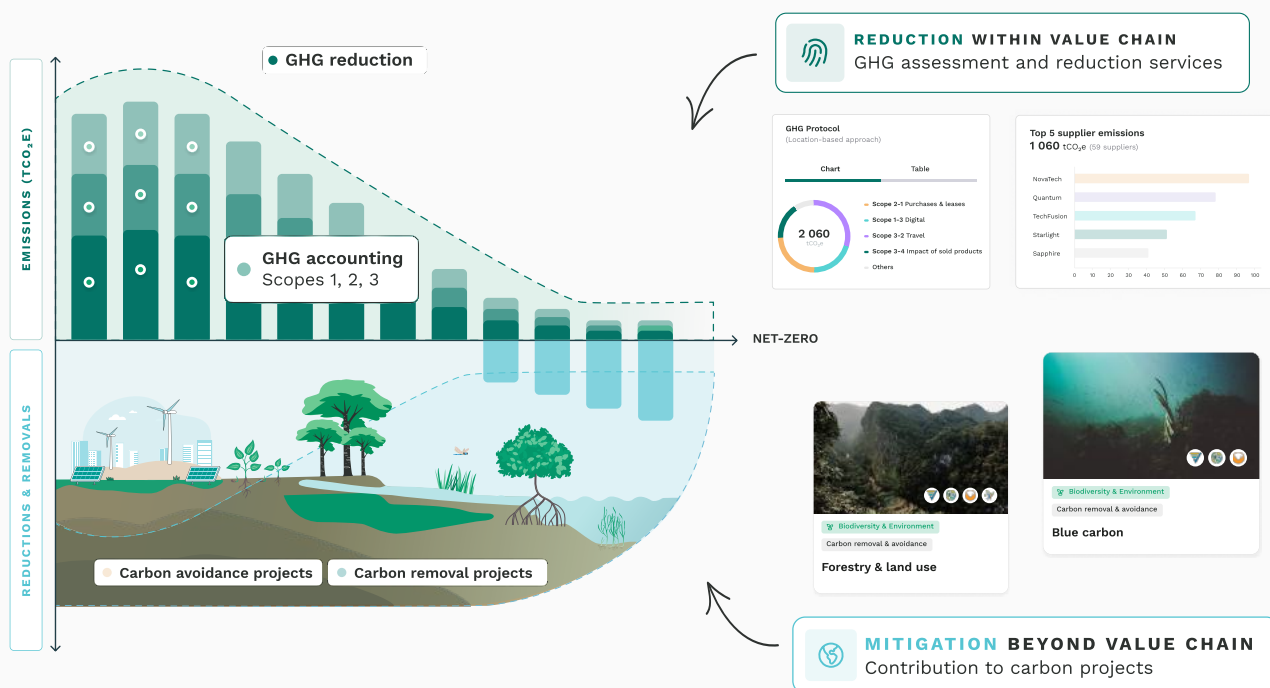 GHG reduction
EMISSIONS (TCO₂E)
GHG accounting
Scopes 1, 2, 3
NET-ZERO
REDUCTIONS & REMOVALS
Carbon avoidance projects
Carbon removal projects
REDUCTION WITHIN VALUE CHAIN
GHG assessment and reduction services
GHG Protocol
(Location-based approach)
Chart Table
2 060
tCO₂e
Scope 2-1 Purchases & leases
Scope 1-3 Digital
Scope 3-2 Travel
Scope 3-4 Impact of sold products
Others
Top 5 supplier emissions
1 060 tCO₂e (59 suppliers)
NovaTech
Quantum
TechFusion
Starlight
Sapphire
0 10 20 30 40 50 60 70 80 90 100
Biodiversity & Environment
Carbon removal & avoidance
Forestry & land use
Biodiversity & Environment
Carbon removal & avoidance
Blue carbon
MITIGATION BEYOND VALUE CHAIN
Contribution to carbon projects